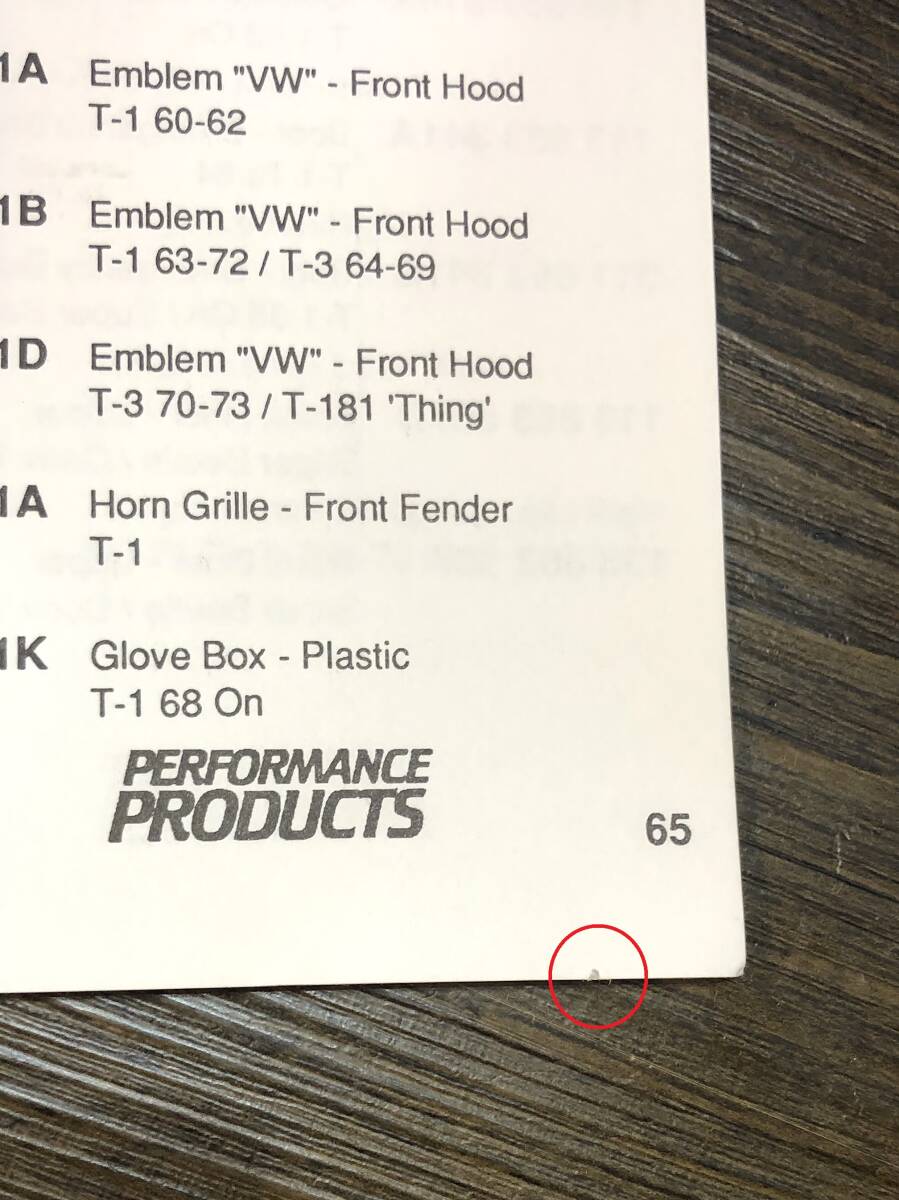 1A Emblem "VW" - Front Hood
T-1 60-62
1B Emblem "VW" - Front Hood
T-1 63-72 / T-3 64-69
1D Emblem "VW" - Front Hood
T-3 70-73 / T-181 'Thing'
1A Horn Grille - Front Fender
T-1
1K Glove Box - Plastic
T-1 68 On
PERFORMANCE
PRODUCTS
65